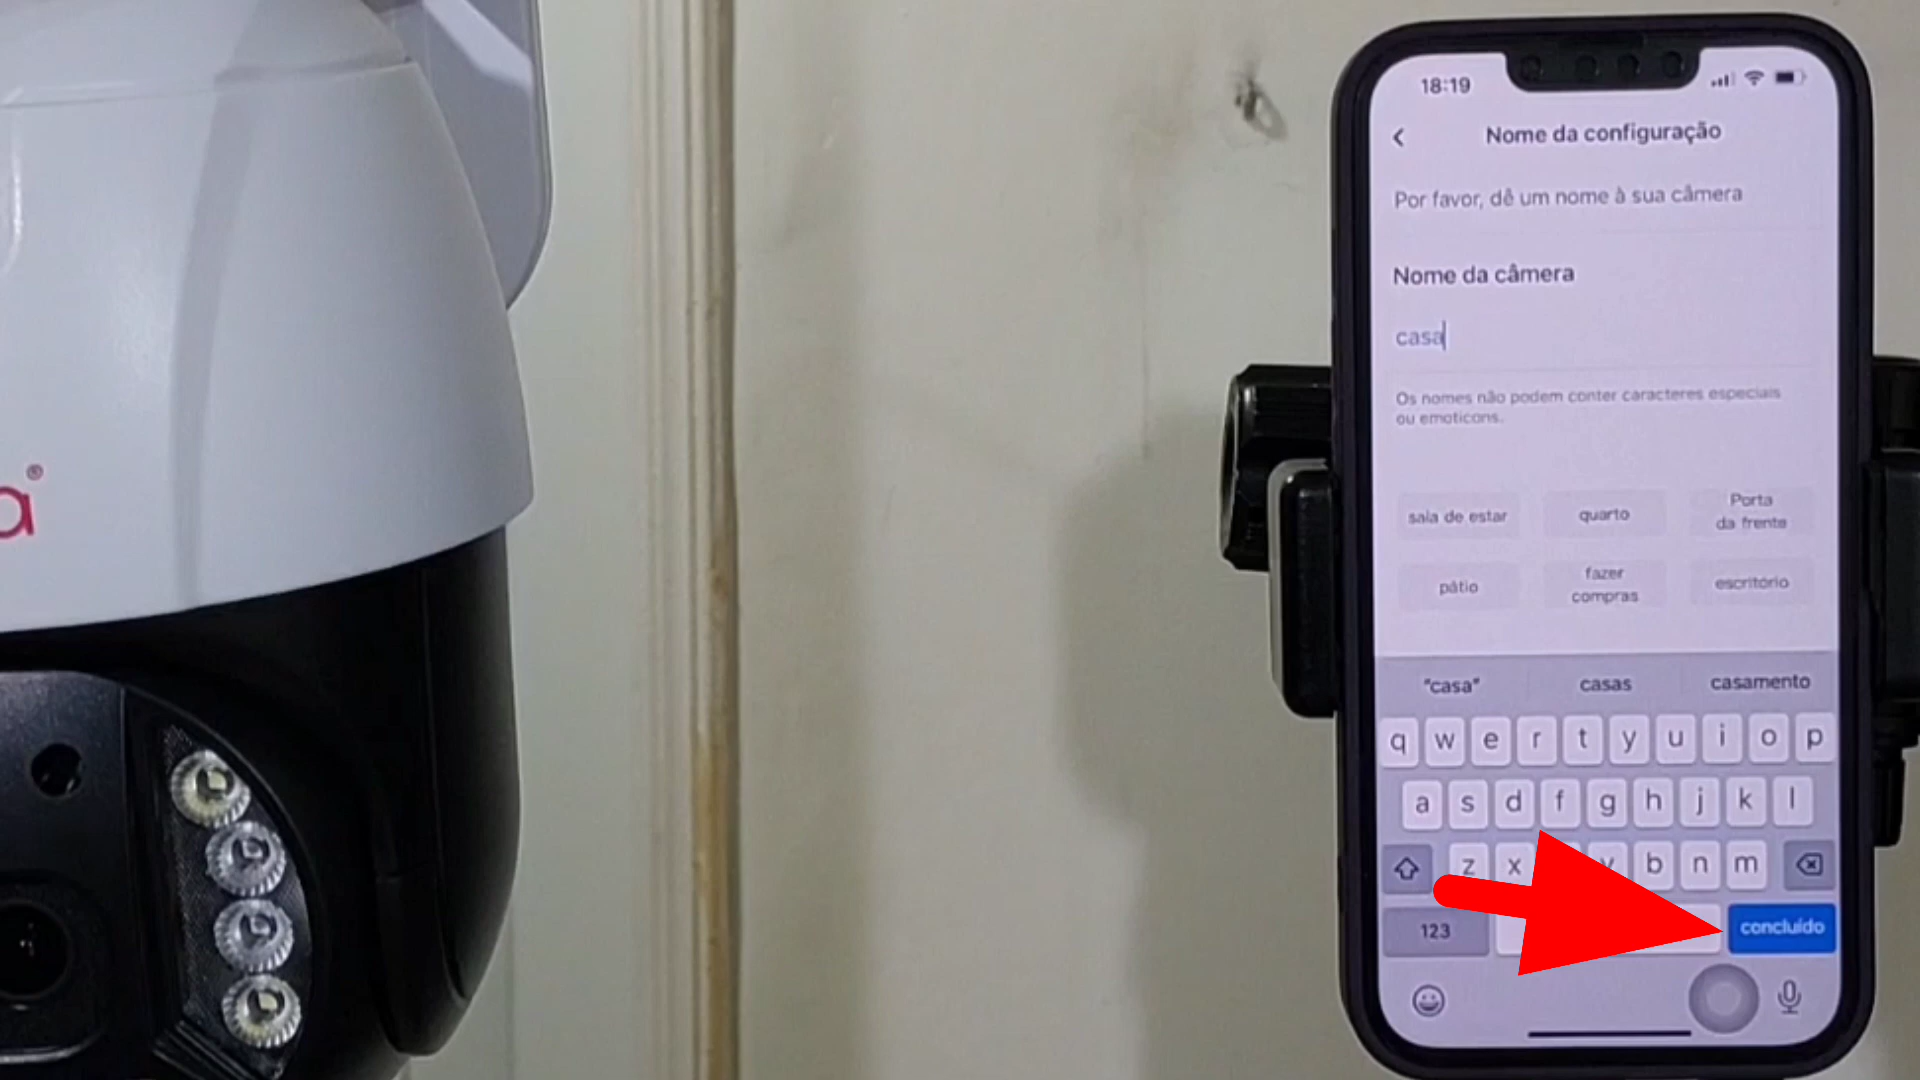 a®
18:19
Nome da configuração
Por favor, dê um nome à sua câmera
Nome da câmera
casa
Os nomes não podem conter caracteres especiais
ou emoticons.
sala de estar
quarto
Porta
da frente
pátio
fazer
compras
escritório
"casa"
casas
casamento
q w e r t y u i o p
a s d f g h j k l
z x v b n m
123
concluído